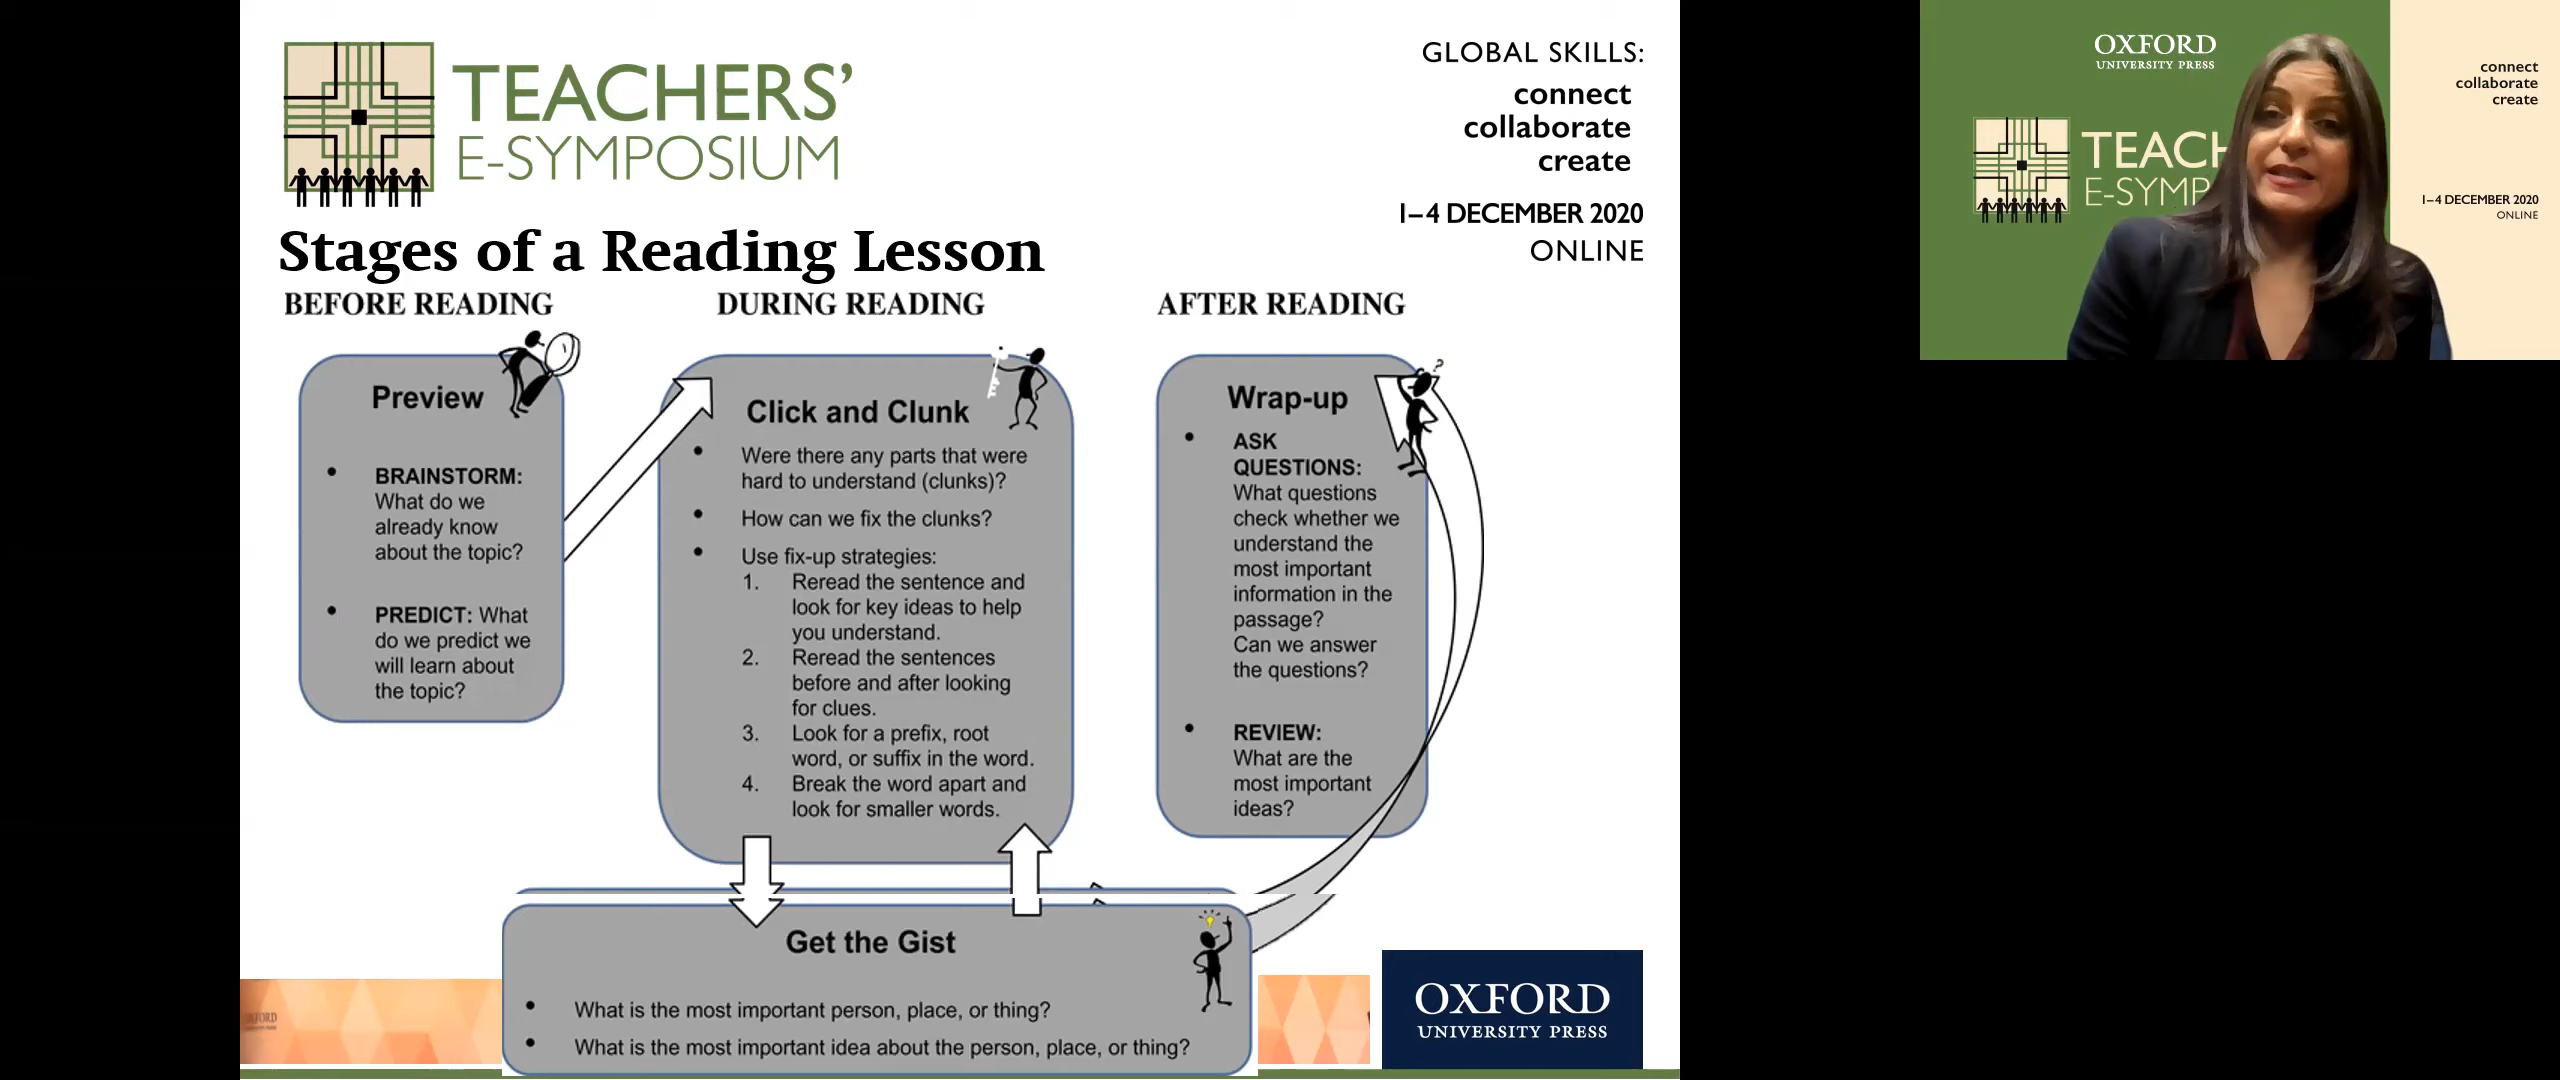 TEACHERS'
E-SYMPOSIUM
GLOBAL SKILLS:
connect
collaborate
create
1–4 DECEMBER 2020
ONLINE
Stages of a Reading Lesson
BEFORE READING
Preview
• BRAINSTORM:
What do we
already know
about the topic?
• PREDICT: What
do we predict we
will learn about
the topic?
DURING READING
Click and Clunk
• Were there any parts that were
hard to understand (clunks)?
• How can we fix the clunks?
• Use fix-up strategies:
1. Reread the sentence and
look for key ideas to help
you understand.
2. Reread the sentences
before and after looking
for clues.
3. Look for a prefix, root
word, or suffix in the word.
4. Break the word apart and
look for smaller words.
AFTER READING
Wrap-up
?
• ASK
QUESTIONS:
What questions
check whether we
understand the
most important
information in the
passage?
Can we answer
the questions?
• REVIEW:
What are the
most important
ideas?
Get the Gist
• What is the most important person, place, or thing?
• What is the most important idea about the person, place, or thing?
OXFORD
UNIVERSITY PRESS
OXFORD
UNIVERSITY PRESS
TEACH
E-SYMP
connect
collaborate
create
1–4 DECEMBER 2020
ONLINE